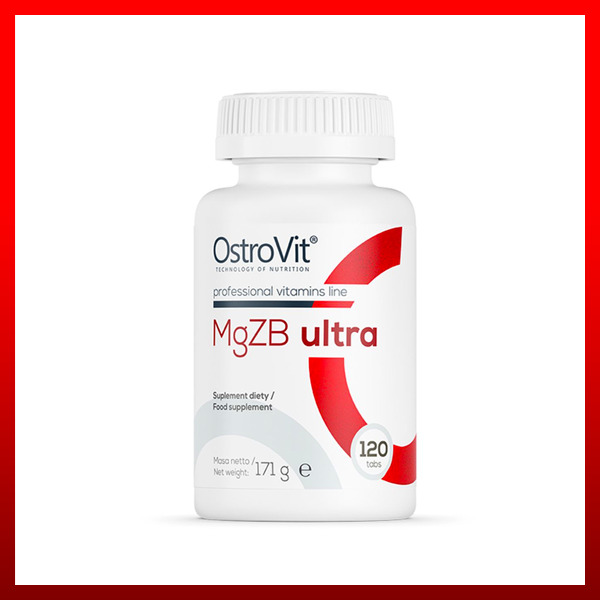 OstroVit®
TECHNOLOGY OF NUTRITION
professional vitamins line
MgZB ultra
Suplement diety /
Food supplement
120
tabs
Masa netto /
Net weight: 171 g ℮